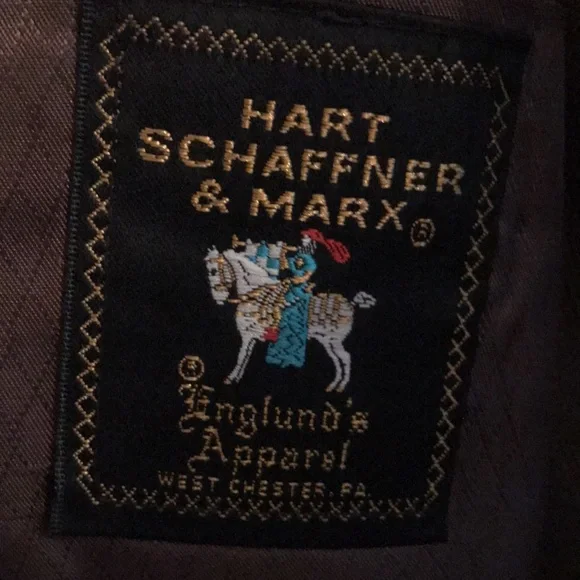 HART
SCHAFFNER
& MARX®
®
Englund's
Apparel
WEST CHESTER, PA.